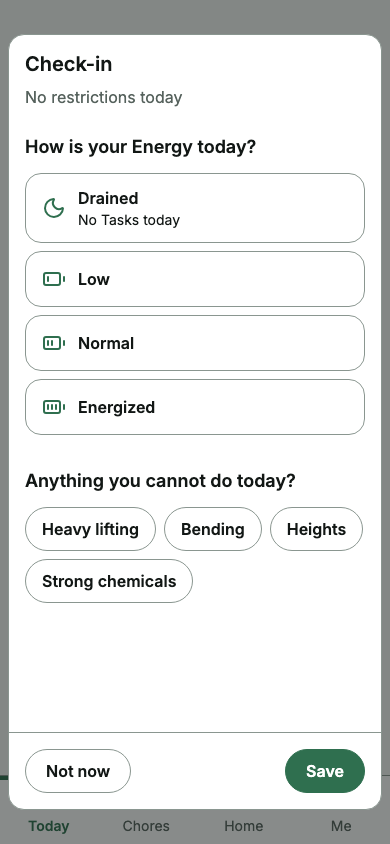 Check-in
No restrictions today
How is your Energy today?
Drained
No Tasks today
Low
Normal
Energized
Anything you cannot do today?
Heavy lifting
Bending
Heights
Strong chemicals
Not now
Save
Today
Chores
Home
Me